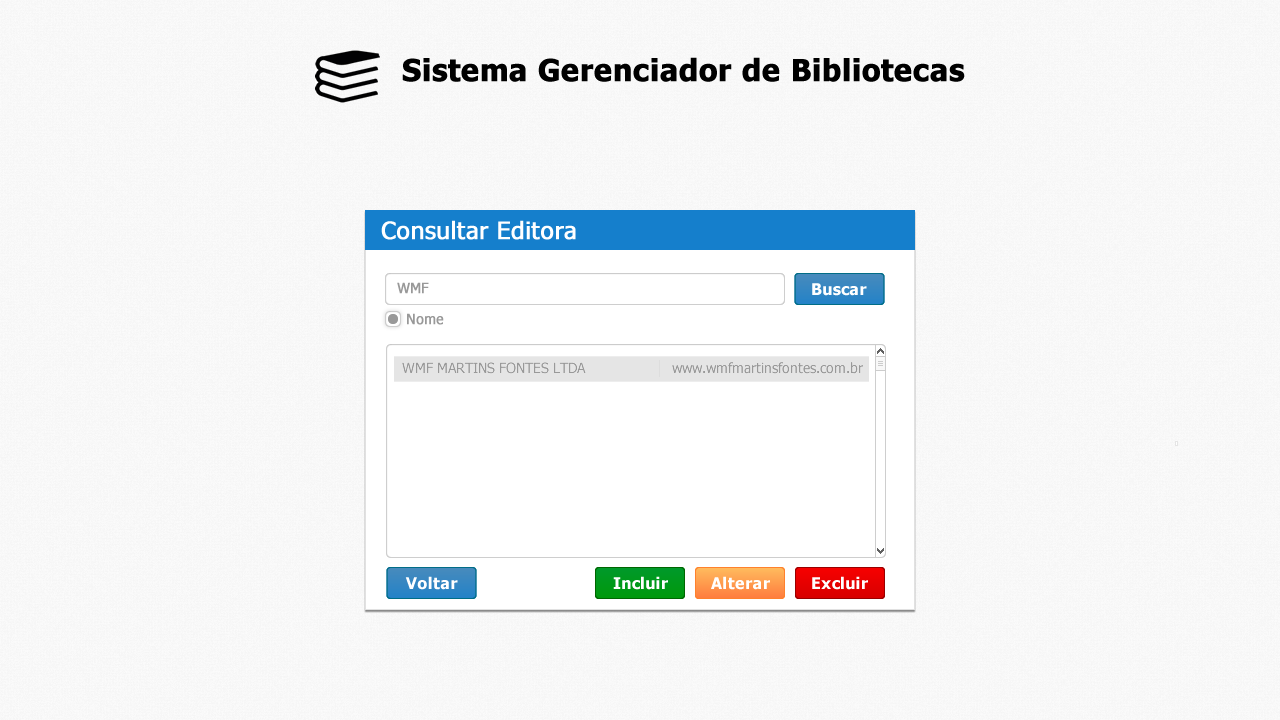 Sistema Gerenciador de Bibliotecas
Consultar Editora
WMF
Buscar
Nome
WMF MARTINS FONTES LTDA www.wmfmartinsfontes.com.br
Voltar Incluir Alterar Excluir